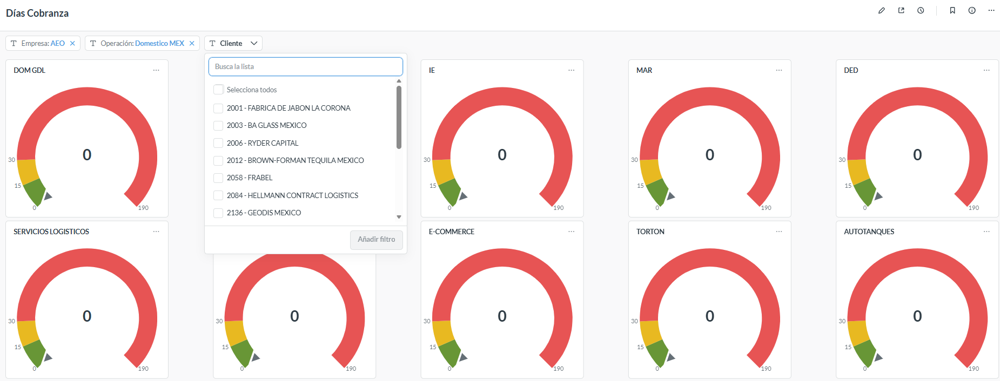 Días Cobranza
Empresa: AEO
Operación: Domestico MEX
Cliente
Busca la lista
Selecciona todos
2001 - FABRICA DE JABON LA CORONA
2003 - BA GLASS MEXICO
2006 - RYDER CAPITAL
2012 - BROWN-FORMAN TEQUILA MEXICO
2058 - FRABEL
2084 - HELLMANN CONTRACT LOGISTICS
2136 - GEODIS MEXICO
Añadir filtro
DOM GDL
0
30
15
0
190
IE
0
30
15
0
190
MAR
0
30
15
0
190
DED
0
30
15
0
190
SERVICIOS LOGISTICOS
0
30
15
0
190
0
30
15
0
190
E-COMMERCE
0
30
15
0
190
TORTON
0
30
15
0
190
AUTOTANQUES
0
30
15
0
190